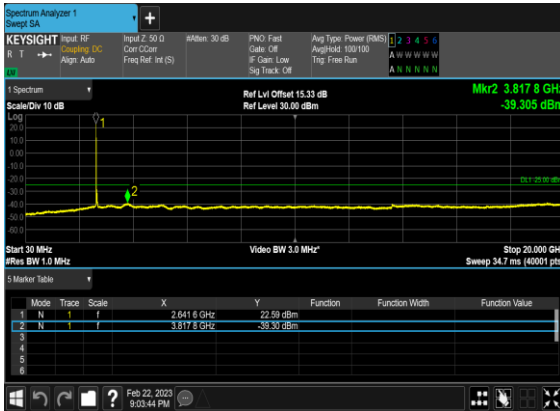 Spectrum Analyzer 1
Swept SA
+
KEYSIGHT Input: RF Input Z: 50 Ω #Atten: 30 dB PNO: Fast Avg Type: Power (RMS) 1 2 3 4 5 6
R T Coupling: DC Corr CCorr Gate: Off Avg|Hold: 100/100 A W W W W W
Align: Auto Freq Ref: Int (S) IF Gain: Low Trig: Free Run
Sig Track: Off A N N N N N
1 Spectrum Ref Lvl Offset 15.33 dB Mkr2 3.817 8 GHz
Scale/Div 10 dB Ref Level 30.00 dBm -39.305 dBm
Log
20.0
10.0
0.00
-10.0
-20.0
-30.0
-40.0
-50.0
-60.0
1
2
DL1 -25.00 dBm
Start 30 MHz Video BW 3.0 MHz* Stop 20.000 GHz
#Res BW 1.0 MHz Sweep 34.7 ms (40001 pts)
5 Marker Table
Mode Trace Scale X Y Function Function Width Function Value
1 N 1 f 2.641 6 GHz 22.59 dBm
2 N 1 f 3.817 8 GHz -39.30 dBm
3
4
5
6
? Feb 22, 2023
9:03:44 PM